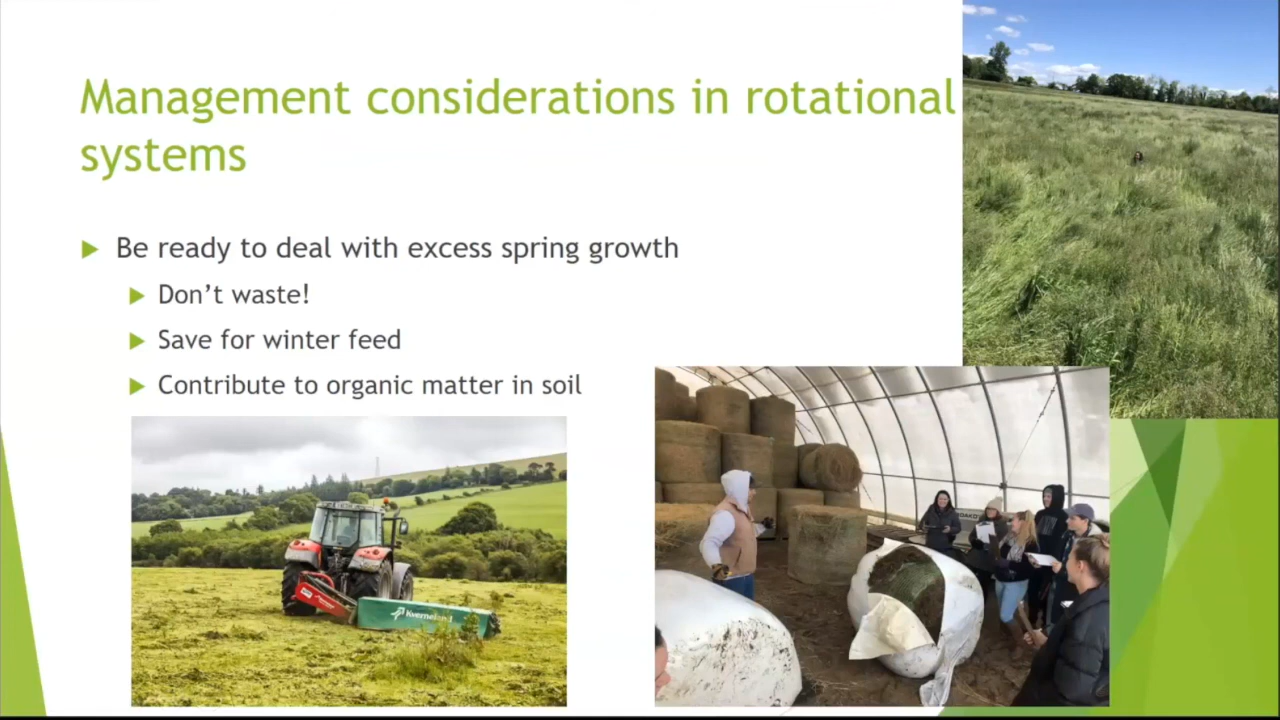 Management considerations in rotational
systems
Be ready to deal with excess spring growth
Don't waste!
Save for winter feed
Contribute to organic matter in soil
Kverneland